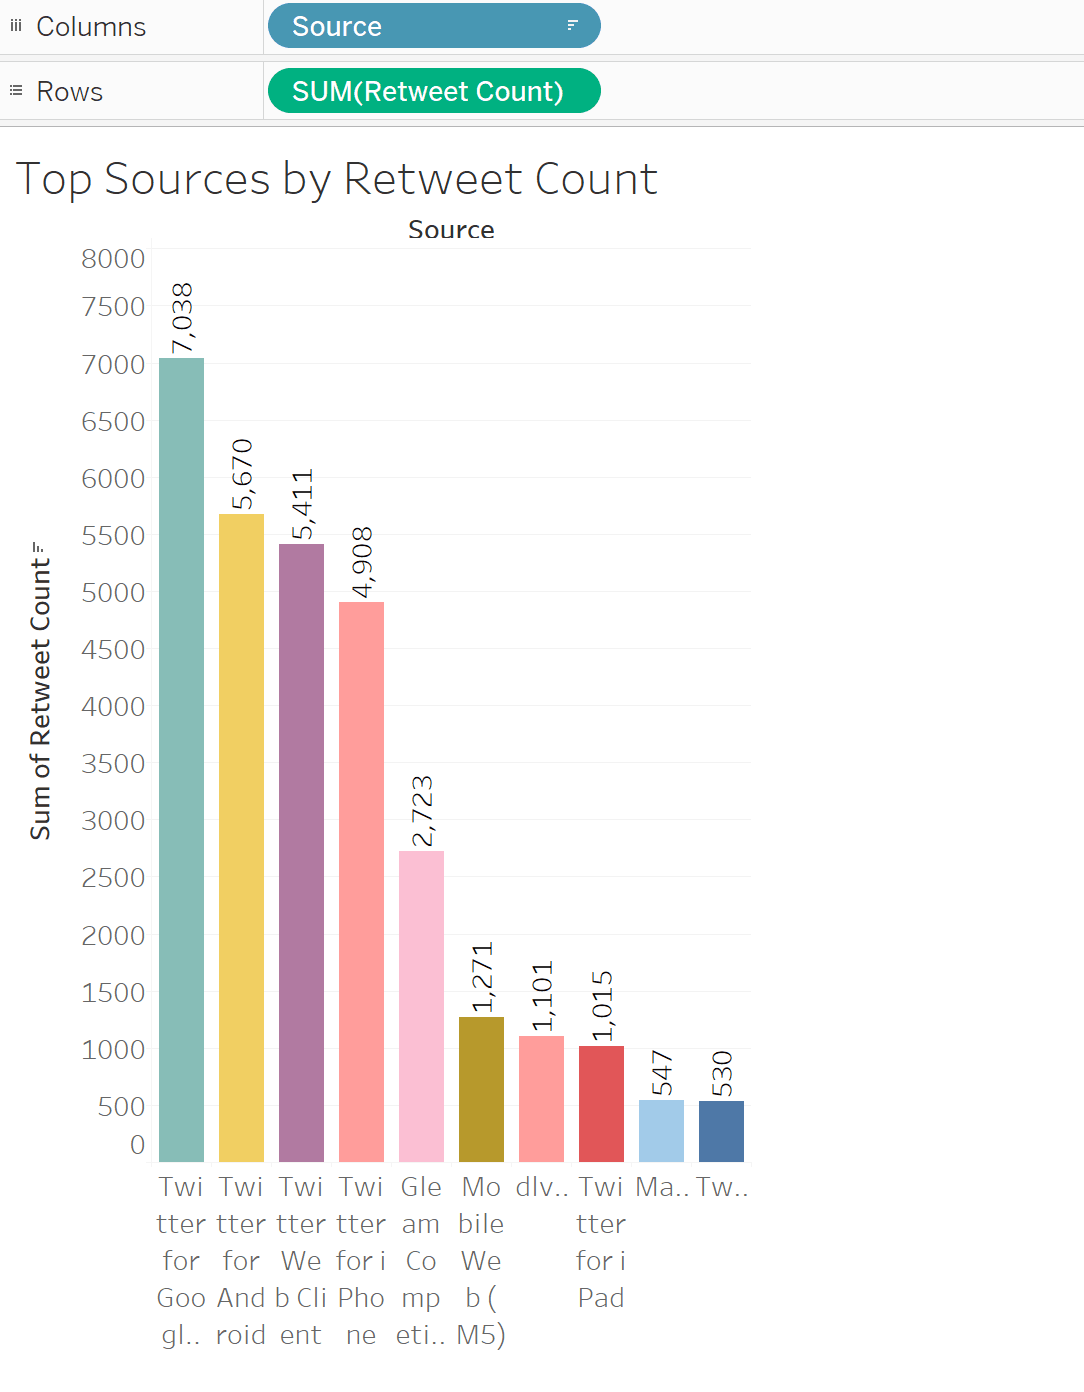 Columns
Source
Rows
SUM(Retweet Count)
Top Sources by Retweet Count
Source
8000
7500
7000
6500
6000
5500
5000
4500
4000
3500
3000
2500
2000
1500
1000
500
0
Sum of Retweet Count
7,038
5,670
5,411
4,908
2,723
1,271
1,101
1,015
547
530
Twi
tter
for
Goo
gl..
Twi
tter
for
And
roid
Twi
tter
We
b Cli
ent
Twi
tter
for i
Pho
ne
Gle
am
Co
mp
eti..
Mo
bile
We
b (
M5)
dlv..
Twi
tter
for i
Pad
Ma..
Tw..